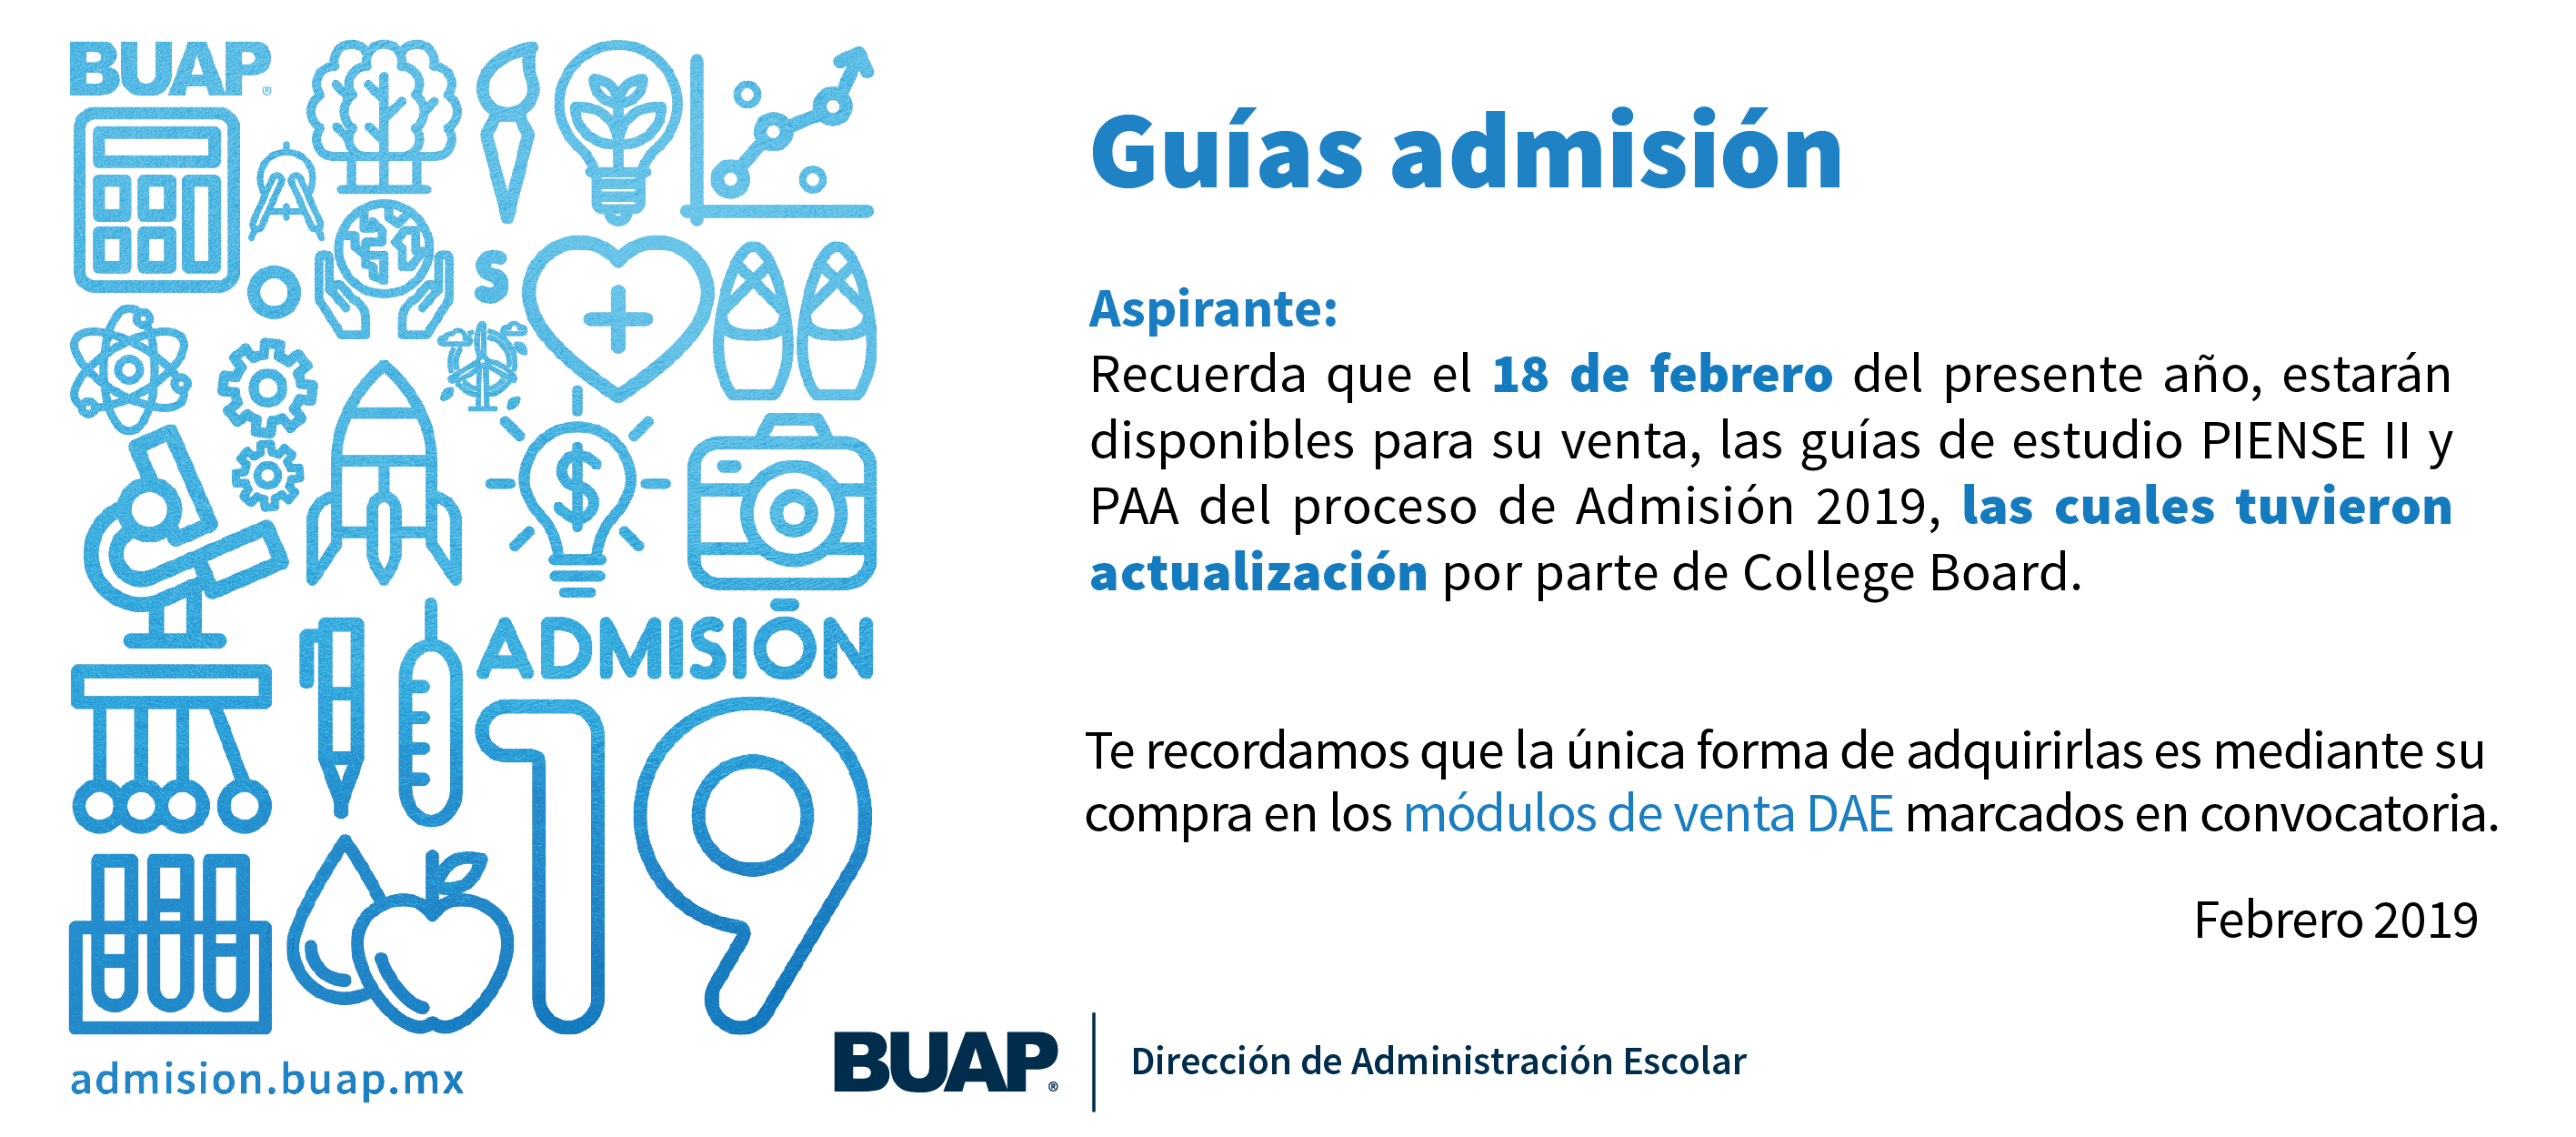 BUAP®
S
$
ADMISIÓN
19
admision.buap.mx
Guías admisión
Aspirante:
Recuerda que el 18 de febrero del presente año, estarán
disponibles para su venta, las guías de estudio PIENSE II y
PAA del proceso de Admisión 2019, las cuales tuvieron
actualización por parte de College Board.
Te recordamos que la única forma de adquirirlas es mediante su
compra en los módulos de venta DAE marcados en convocatoria.
Febrero 2019
BUAP® Dirección de Administración Escolar